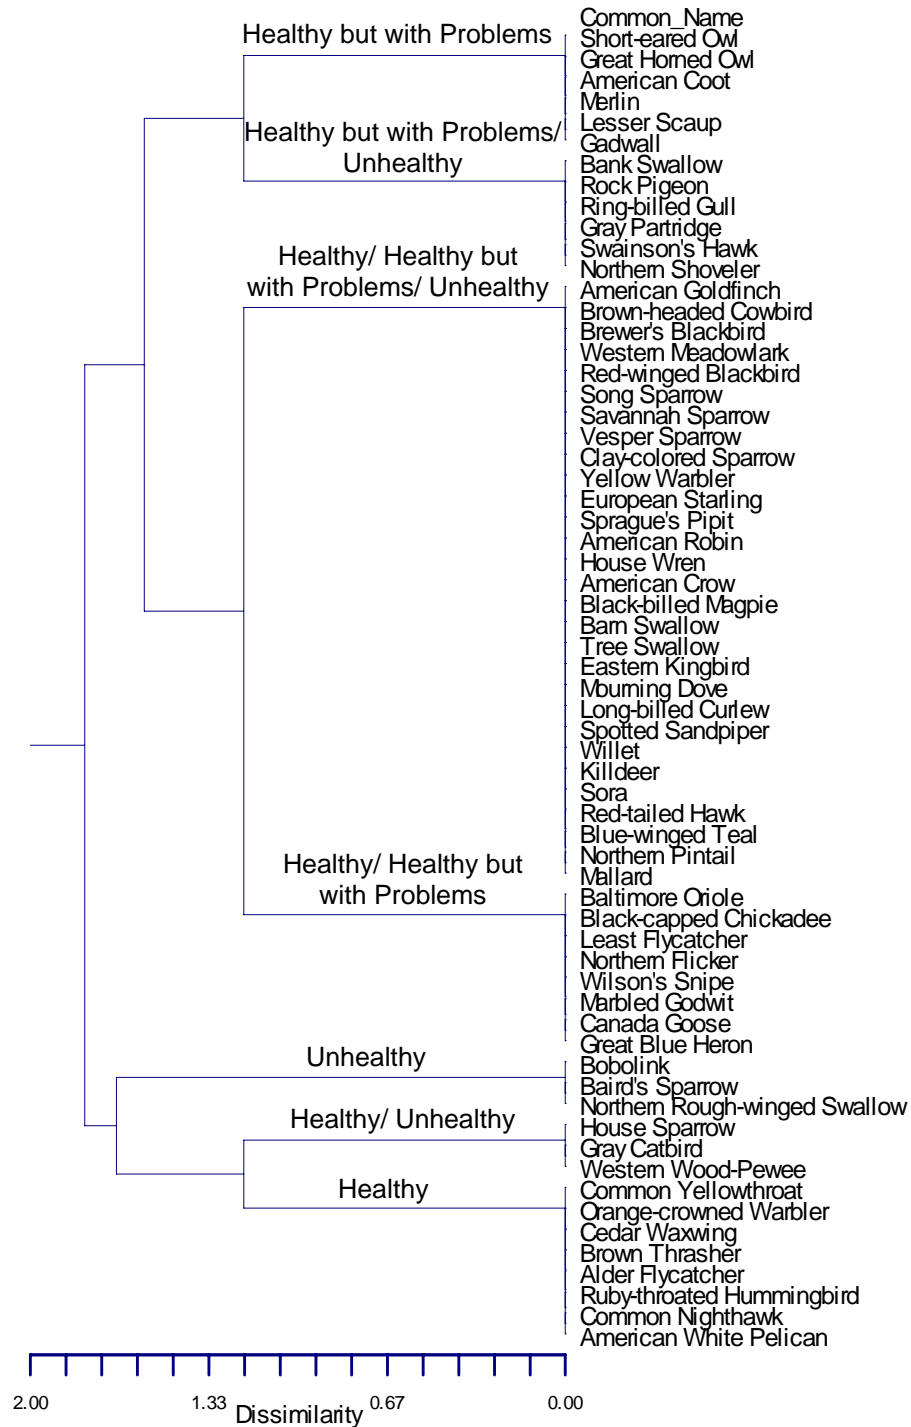 Common_Name
Healthy but with Problems
Short-eared Owl
Great Horned Owl
American Coot
Merlin
Lesser Scaup
Healthy but with Problems/
Unhealthy
Gadwall
Bank Swallow
Rock Pigeon
Ring-billed Gull
Gray Partridge
Swainson's Hawk
Healthy/ Healthy but
with Problems/ Unhealthy
Northern Shoveler
American Goldfinch
Brown-headed Cowbird
Brewer's Blackbird
Western Meadowlark
Red-winged Blackbird
Song Sparrow
Savannah Sparrow
Vesper Sparrow
Clay-colored Sparrow
Yellow Warbler
European Starling
Sprague's Pipit
American Robin
House Wren
American Crow
Black-billed Magpie
Barn Swallow
Tree Swallow
Eastern Kingbird
Mourning Dove
Long-billed Curlew
Spotted Sandpiper
Willet
Killdeer
Sora
Red-tailed Hawk
Blue-winged Teal
Northern Pintail
Healthy/ Healthy but
with Problems
Mallard
Baltimore Oriole
Black-capped Chickadee
Least Flycatcher
Northern Flicker
Wilson's Snipe
Marbled Godwit
Canada Goose
Great Blue Heron
Unhealthy
Bobolink
Baird's Sparrow
Northern Rough-winged Swallow
Healthy/ Unhealthy
House Sparrow
Gray Catbird
Western Wood-Pewee
Healthy
Common Yellowthroat
Orange-crowned Warbler
Cedar Waxwing
Brown Thrasher
Alder Flycatcher
Ruby-throated Hummingbird
Common Nighthawk
American White Pelican
2.00 1.33 0.67 0.00
Dissimilarity